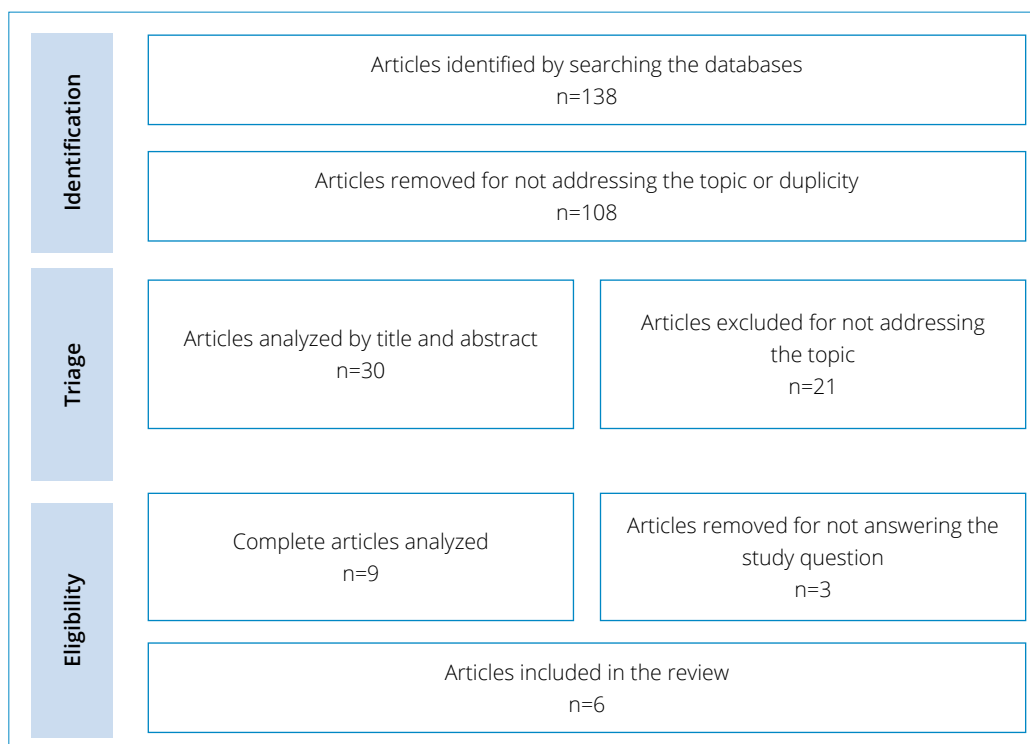 Identification
Articles identified by searching the databases
n=138
Articles removed for not addressing the topic or duplicity
n=108
Triage
Articles analyzed by title and abstract
n=30
Articles excluded for not addressing
the topic
n=21
Eligibility
Complete articles analyzed
n=9
Articles removed for not answering the
study question
n=3
Articles included in the review
n=6